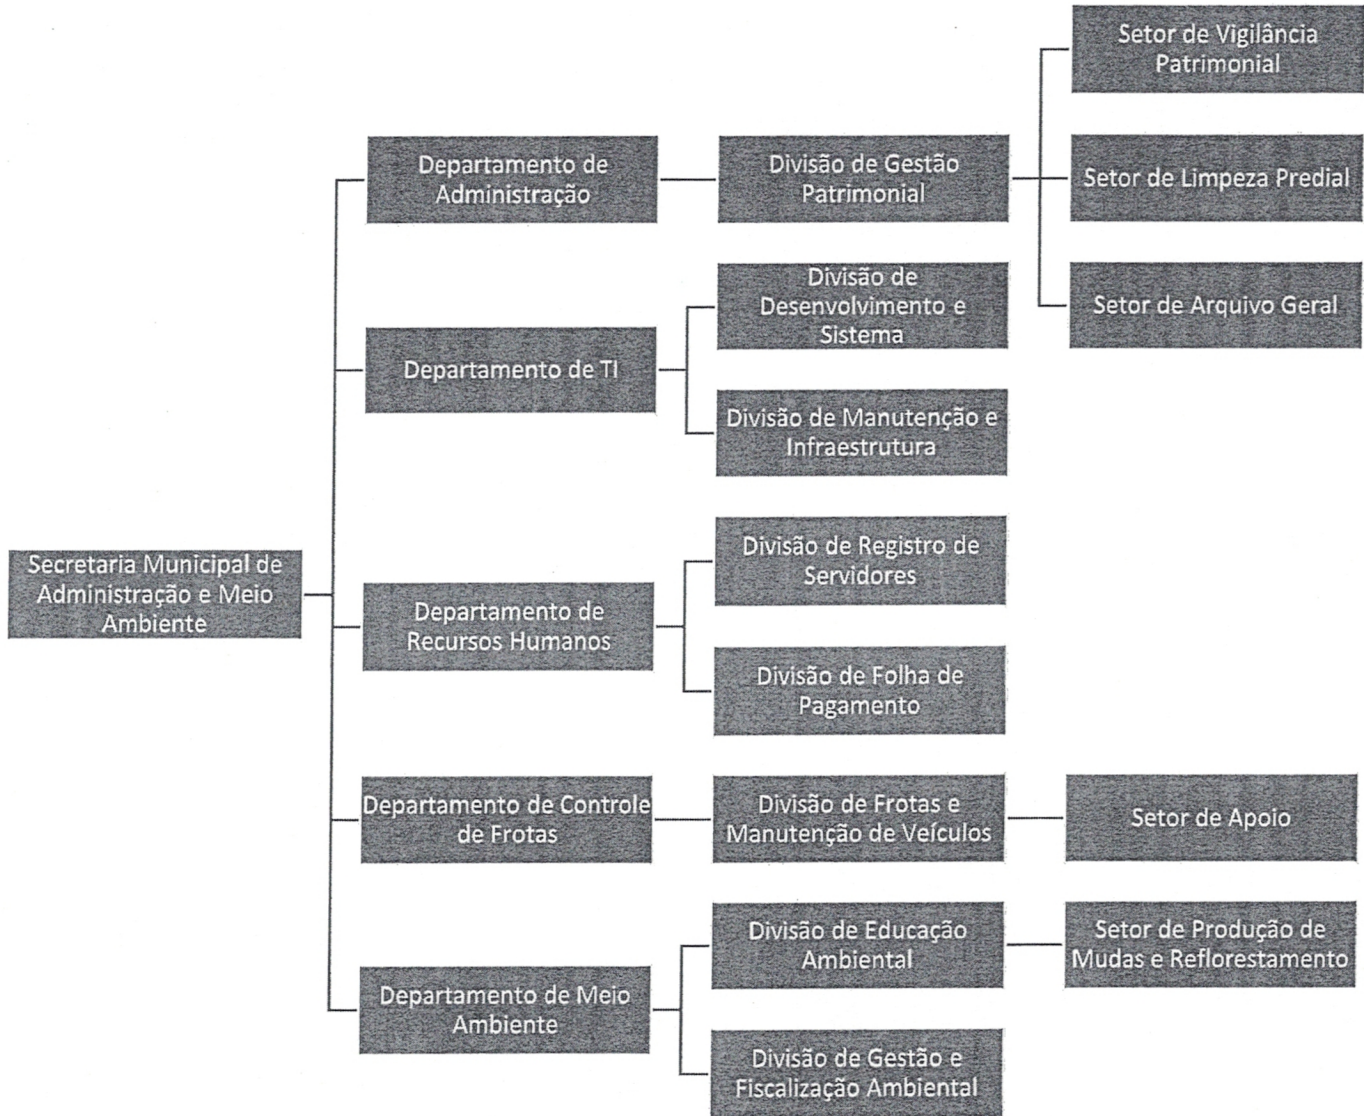 Setor de Vigilância
Patrimonial
Departamento de
Administração
Divisão de Gestão
Patrimonial
Setor de Limpeza Predial
Setor de Arquivo Geral
Divisão de
Desenvolvimento e
Sistema
Departamento de TI
Divisão de Manutenção e
Infraestrutura
Secretaria Municipal de
Administração e Meio
Ambiente
Divisão de Registro de
Servidores
Departamento de
Recursos Humanos
Divisão de Folha de
Pagamento
Departamento de Controle
de Frotas
Divisão de Frotas e
Manutenção de Veículos
Setor de Apoio
Divisão de Educação
Ambiental
Setor de Produção de
Mudas e Reflorestamento
Departamento de Meio
Ambiente
Divisão de Gestão e
Fiscalização Ambiental